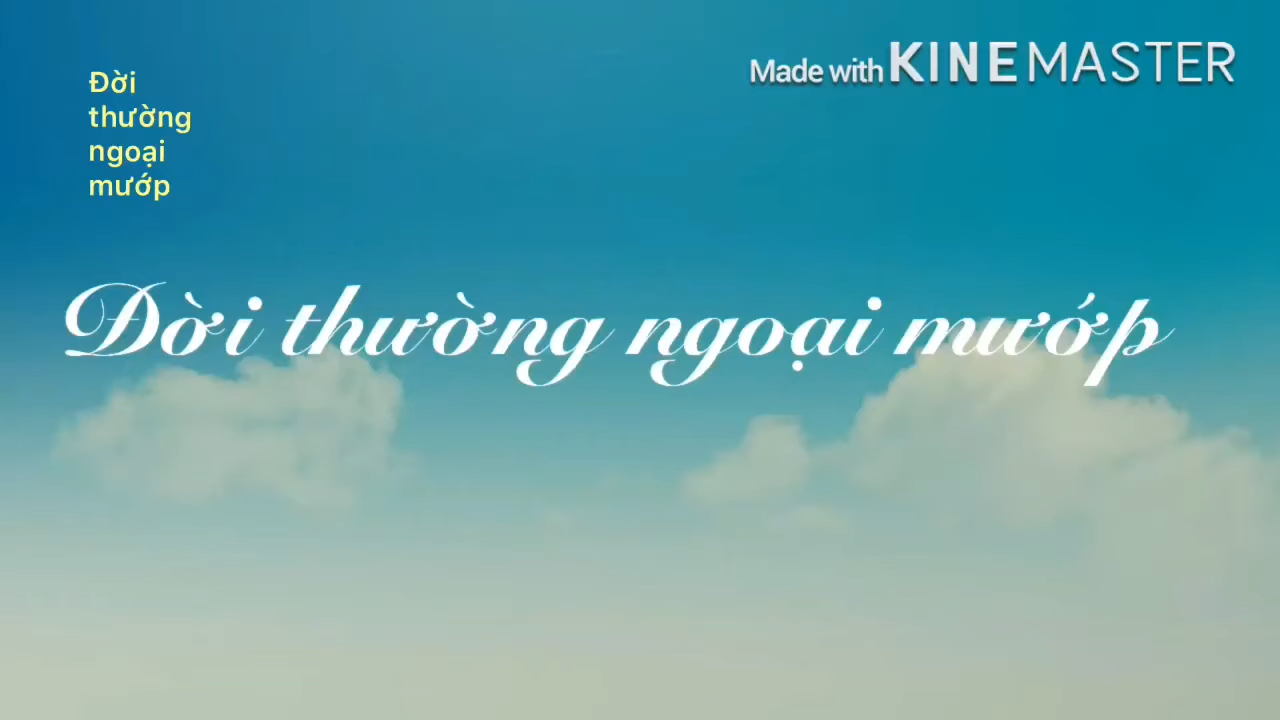 Đời
thường
ngoại
mướp
Made with KINEMASTER
Đời thường ngoại mướp